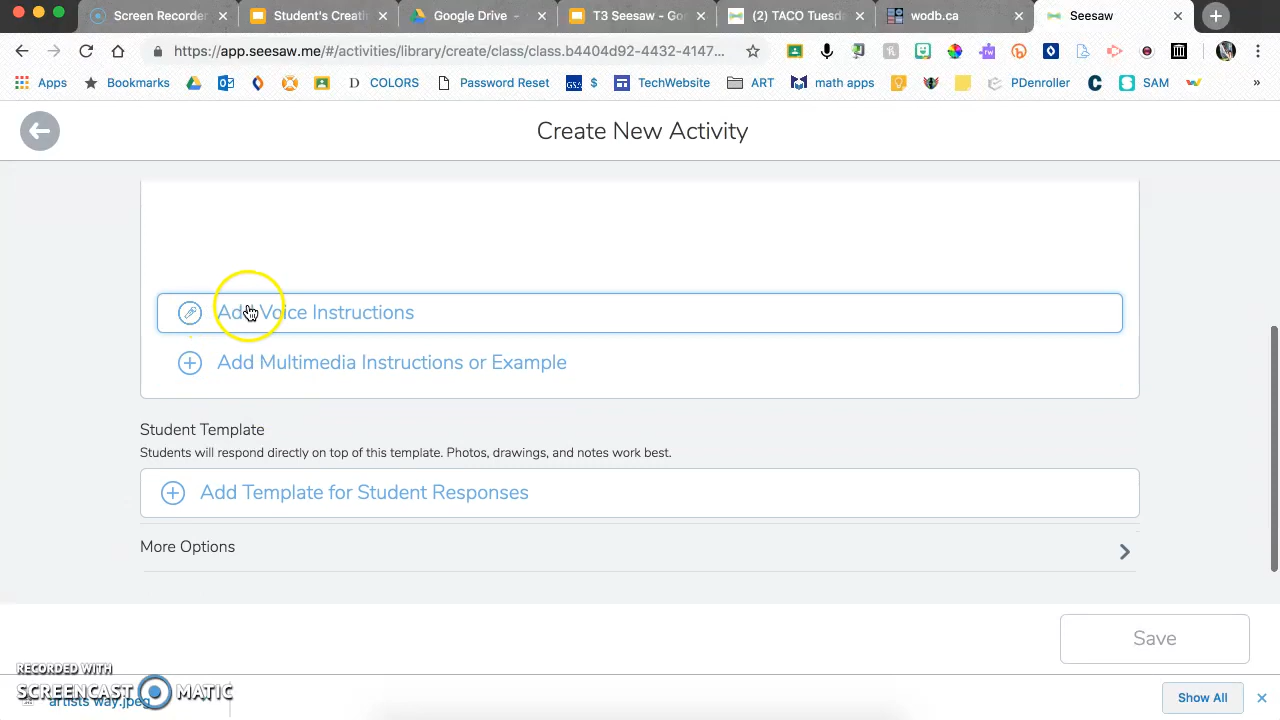 Screen Recorder
Student's Creati
Google Drive -
T3 Seesaw - Go
(2) TACO Tuesda
wodb.ca
Seesaw
https://app.seesaw.me/#/activities/library/create/class/class.b4404d92-4432-4147...
Apps
Bookmarks
D
COLORS
Password Reset
GSA
$
TechWebsite
ART
math apps
PDenroller
C
SAM
»
Create New Activity
Add Voice Instructions
Add Multimedia Instructions or Example
Student Template
Students will respond directly on top of this template. Photos, drawings, and notes work best.
Add Template for Student Responses
More Options
Save
RECORDED WITH
SCREENCAST MATIC
artists way.jpeg
Show All